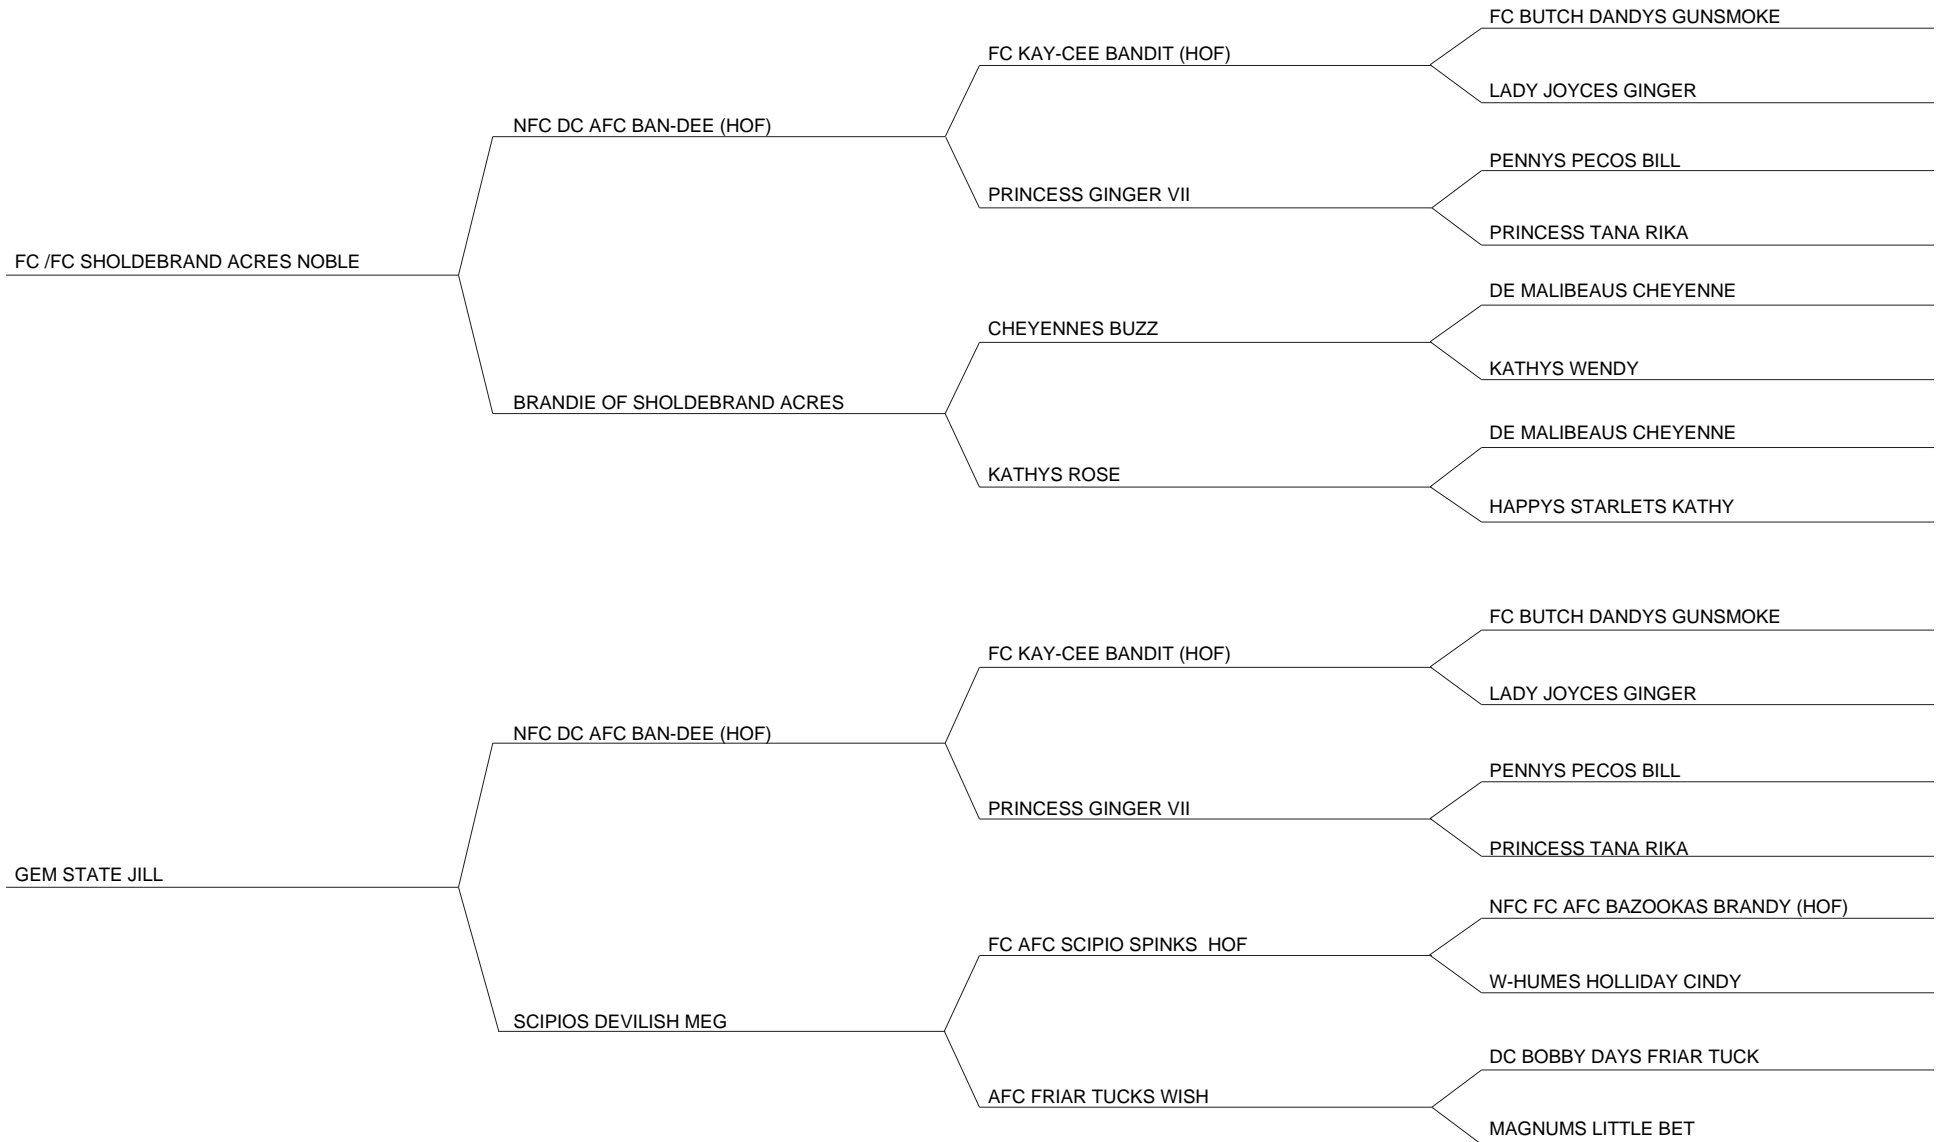 FC BUTCH DANDYS GUNSMOKE
FC KAY-CEE BANDIT (HOF)
LADY JOYCES GINGER
NFC DC AFC BAN-DEE (HOF)
PENNYS PECOS BILL
PRINCESS GINGER VII
PRINCESS TANA RIKA
FC /FC SHOLDEBRAND ACRES NOBLE
DE MALIBEAUS CHEYENNE
CHEYENNES BUZZ
KATHYS WENDY
BRANDIE OF SHOLDEBRAND ACRES
DE MALIBEAUS CHEYENNE
KATHYS ROSE
HAPPYS STARLETS KATHY
FC BUTCH DANDYS GUNSMOKE
FC KAY-CEE BANDIT (HOF)
LADY JOYCES GINGER
NFC DC AFC BAN-DEE (HOF)
PENNYS PECOS BILL
PRINCESS GINGER VII
PRINCESS TANA RIKA
GEM STATE JILL
NFC FC AFC BAZOOKAS BRANDY (HOF)
FC AFC SCIPIO SPINKS  HOF
W-HUMES HOLLIDAY CINDY
SCIPIOS DEVILISH MEG
DC BOBBY DAYS FRIAR TUCK
AFC FRIAR TUCKS WISH
MAGNUMS LITTLE BET